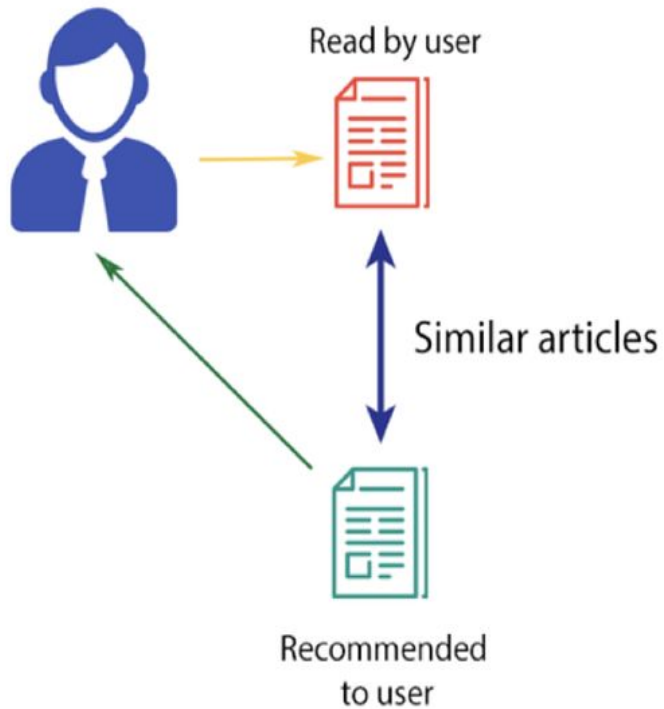 Read by user
Similar articles
Recommended
to user